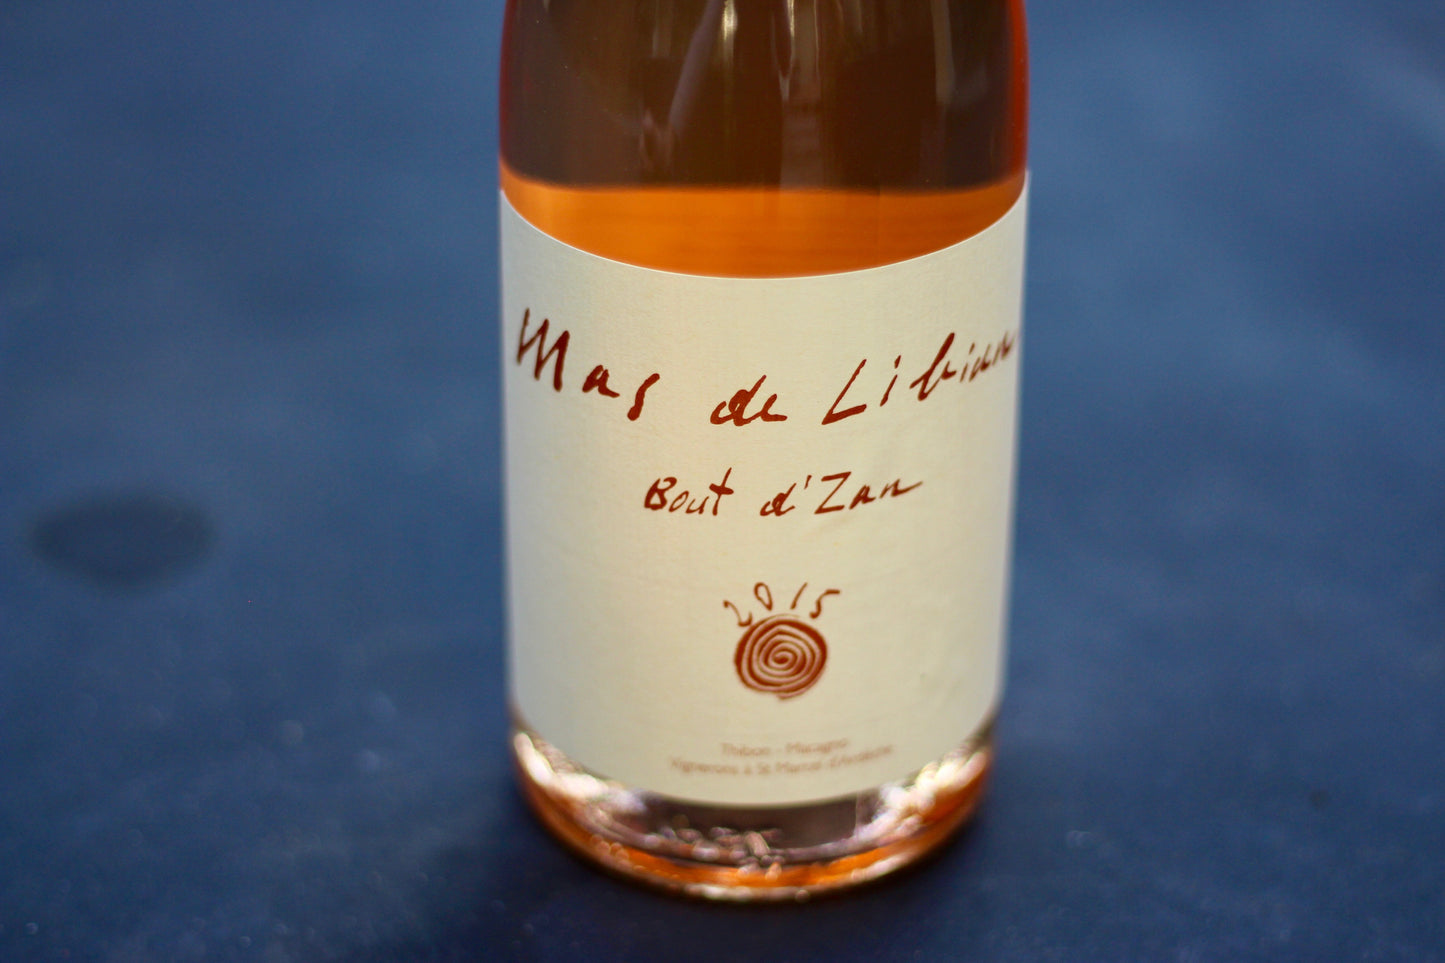 Mas de Libian
Bout d'Zan
2015
Thibon - Macagno
Vignerons à St Marcel d'Ardèche